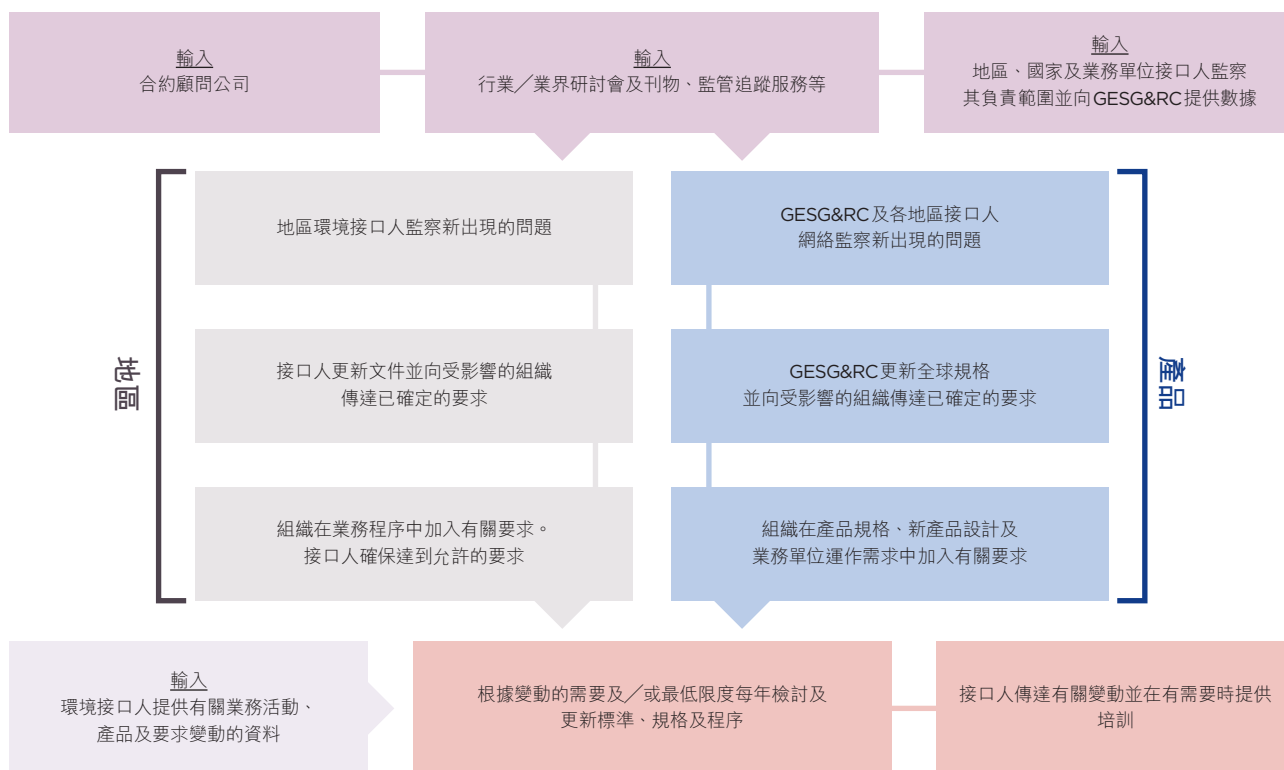 輸入
合約顧問公司
輸入
行業／業界研討會及刊物、監管追蹤服務等
輸入
地區、國家及業務單位接口人監察
其負責範圍並向GESG&RC提供數據
地區
地區環境接口人監察新出現的問題
接口人更新文件並向受影響的組織
傳達已確定的要求
組織在業務程序中加入有關要求。
接口人確保達到允許的要求
GESG&RC及各地區接口人
網絡監察新出現的問題
GESG&RC更新全球規格
並向受影響的組織傳達已確定的要求
組織在產品規格、新產品設計及
業務單位運作需求中加入有關要求
產品
輸入
環境接口人提供有關業務活動、
產品及要求變動的資料
根據變動的需要及／或最低限度每年檢討及
更新標準、規格及程序
接口人傳達有關變動並在有需要時提供
培訓